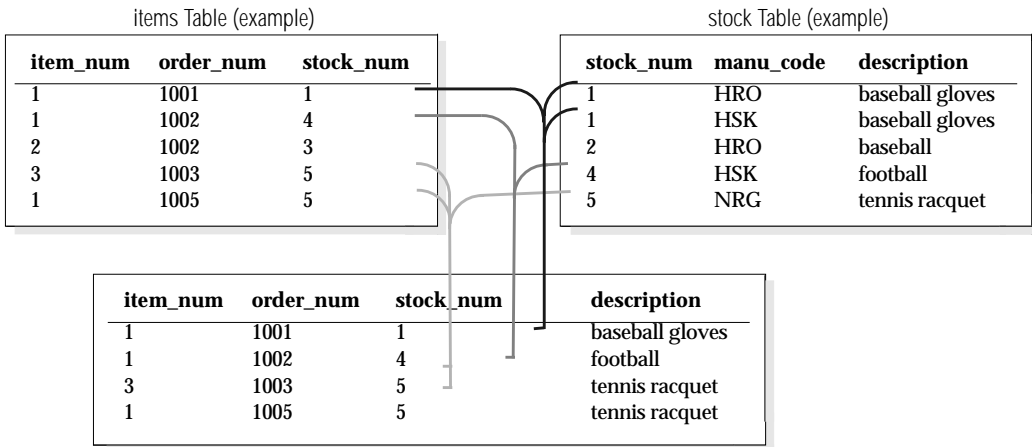 items Table (example)
item_num order_num stock_num
1 1001 1
1 1002 4
2 1002 3
3 1003 5
1 1005 5
stock Table (example)
stock_num manu_code description
1 HRO baseball gloves
1 HSK baseball gloves
2 HRO baseball
4 HSK football
5 NRG tennis racquet
item_num order_num stock_num description
1 1001 1 baseball gloves
1 1002 4 football
3 1003 5 tennis racquet
1 1005 5 tennis racquet